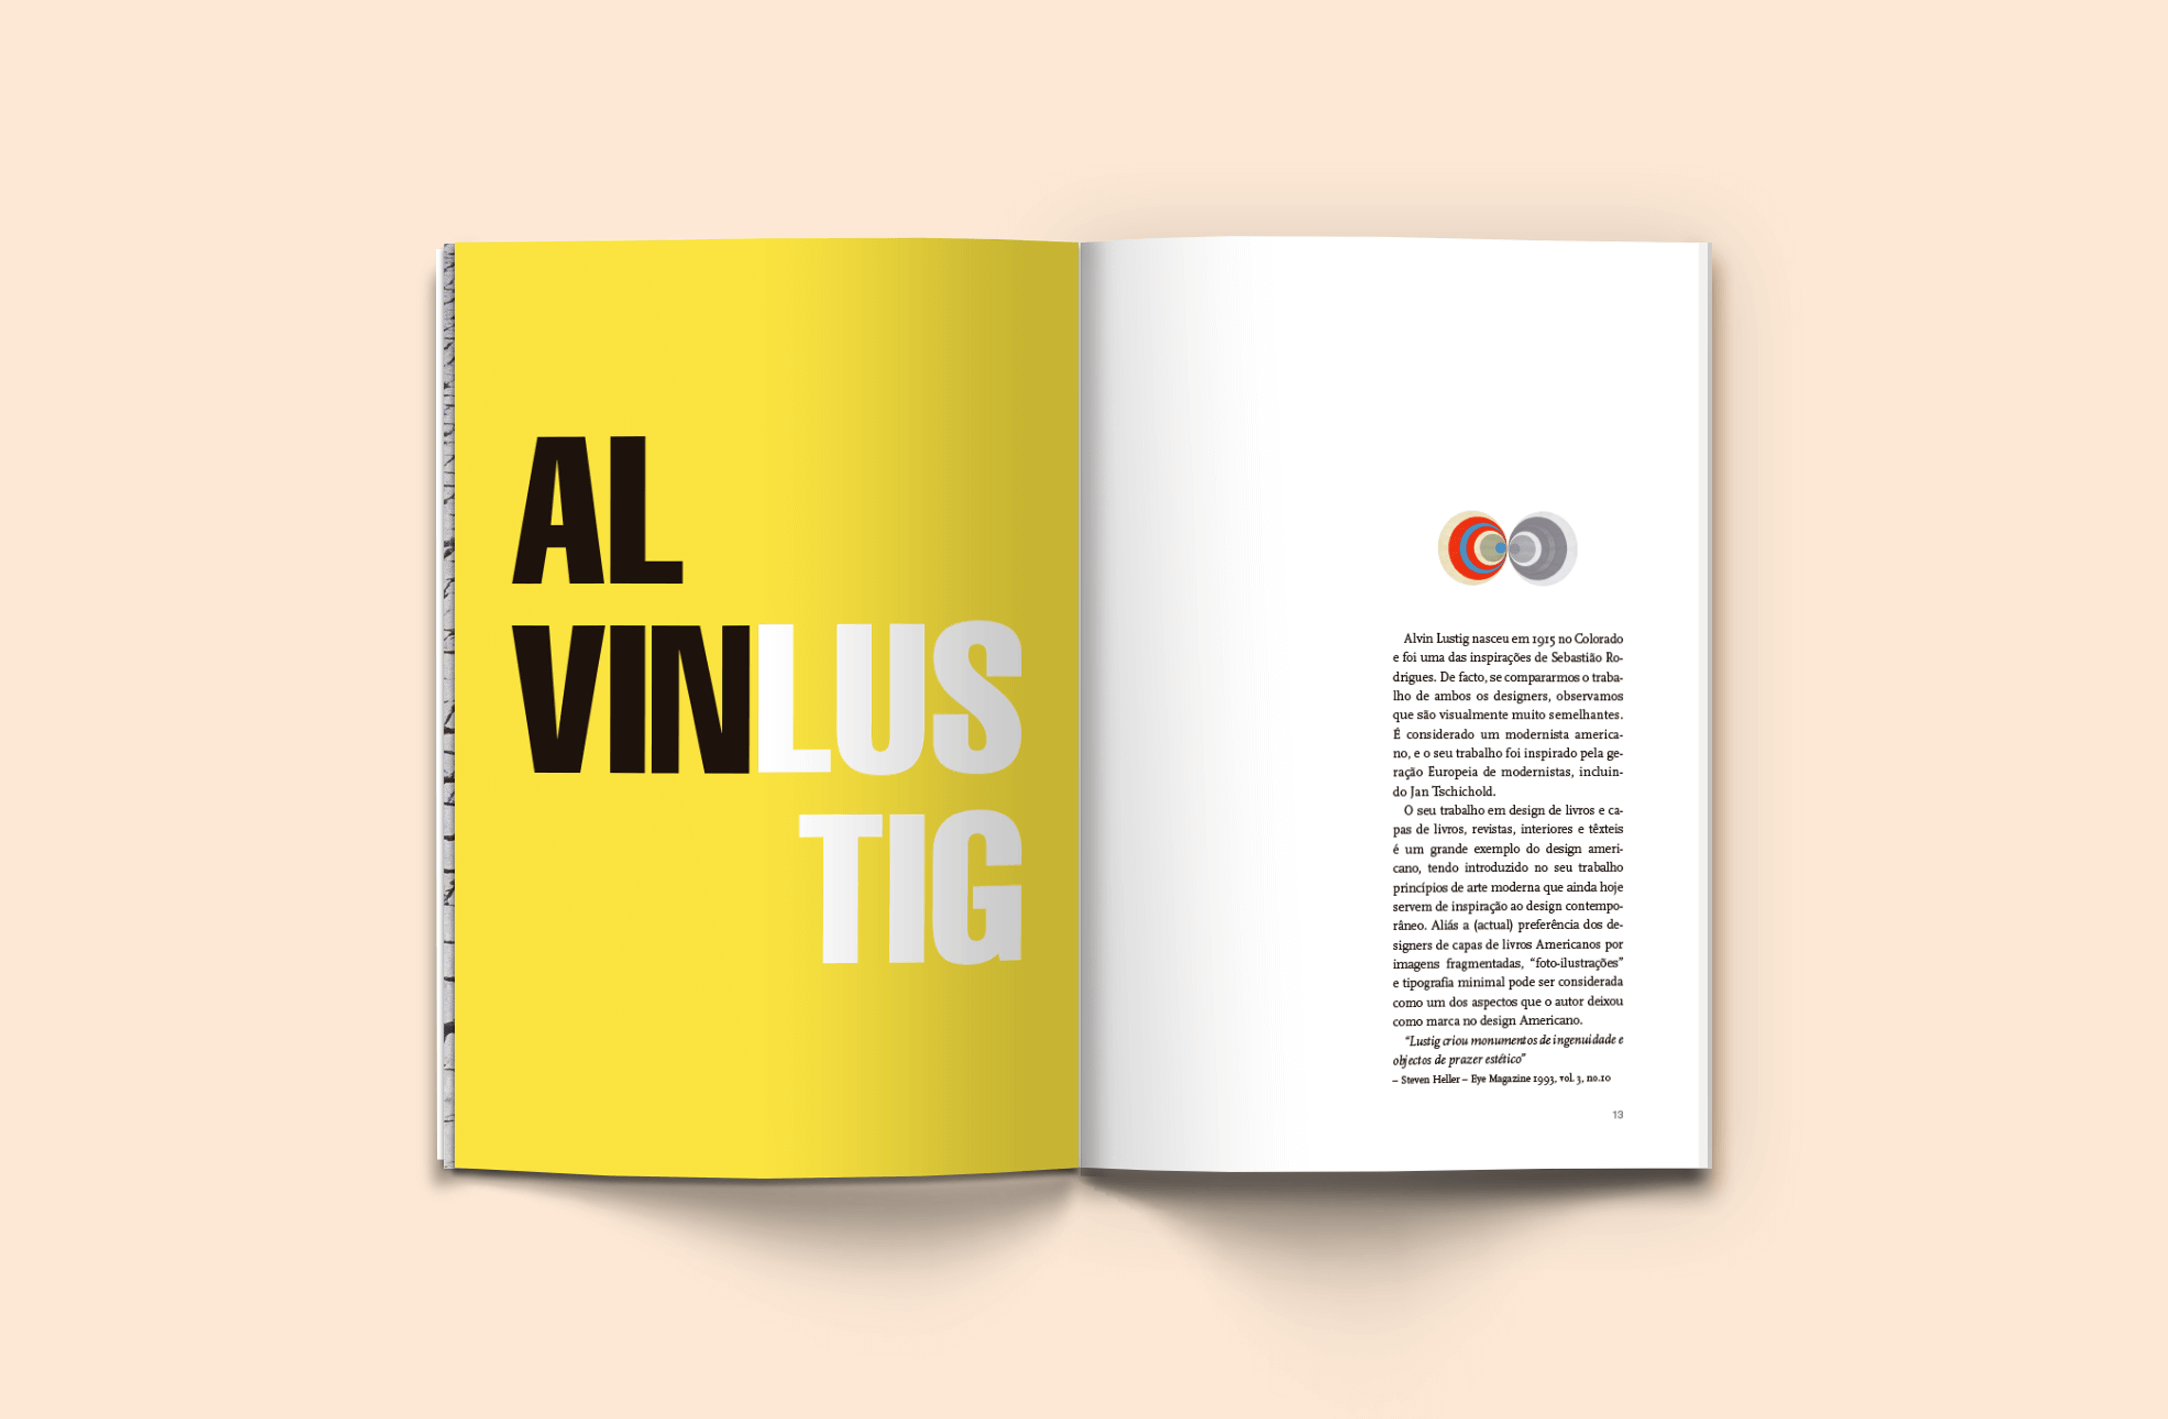 AL
VINLUS
TIG
Alvin Lustig nasceu em 1915 no Colorado
e foi uma das inspirações de Sebastião Ro-
drigues. De facto, se compararmos o traba-
lho de ambos os designers, observamos
que são visualmente muito semelhantes.
É considerado um modernista america-
no, e o seu trabalho foi inspirado pela ge-
ração Europeia de modernistas, incluin-
do Jan Tschichold.
O seu trabalho em design de livros e ca-
pas de livros, revistas, interiores e têxteis
é um grande exemplo do design ameri-
cano, tendo introduzido no seu trabalho
princípios de arte moderna que ainda hoje
servem de inspiração ao design contempo-
râneo. Aliás a (actual) preferência dos de-
signers de capas de livros Americanos por
imagens fragmentadas, “foto-ilustrações”
e tipografia minimal pode ser considerada
como um dos aspectos que o autor deixou
como marca no design Americano.
“Lustig criou monumentos de ingenuidade e
objectos de prazer estético”
– Steven Heller – Eye Magazine 1993, vol. 3, no.10
13